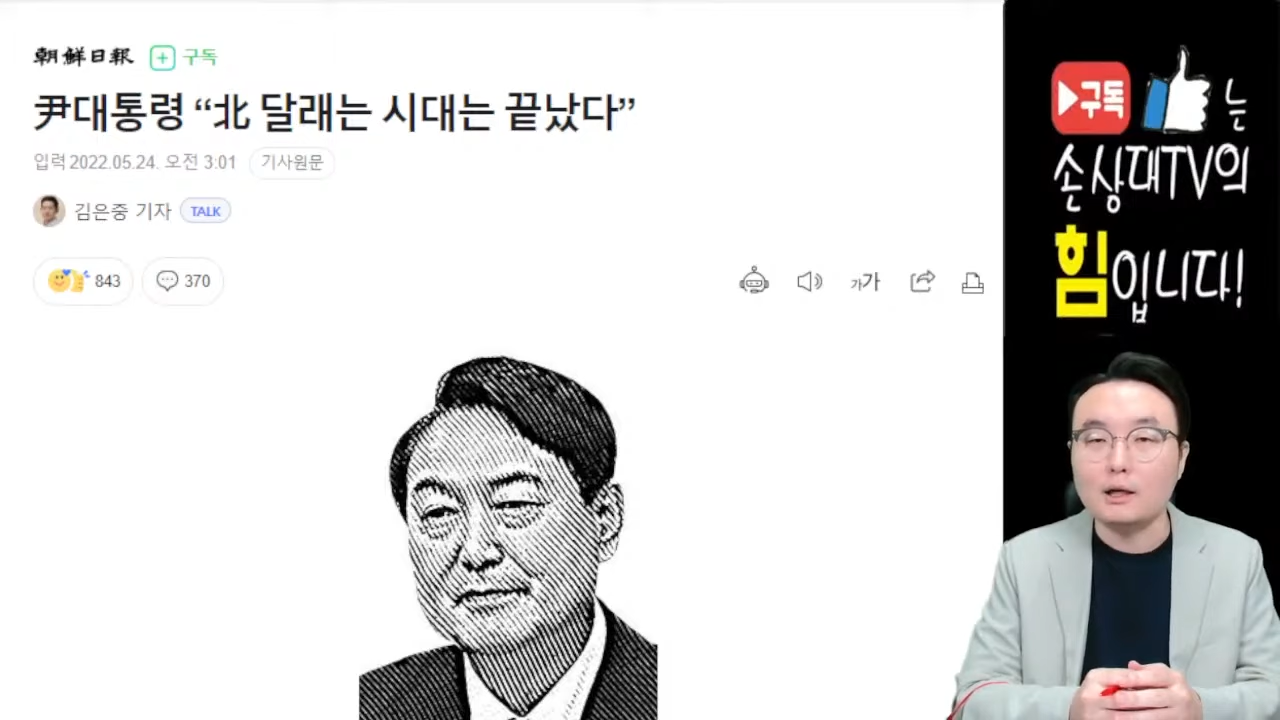 朝鮮日報 + 구독
尹대통령 “北 달래는 시대는 끝났다”
입력 2022.05.24. 오전 3:01 기사원문
김은중 기자 TALK
843 370
가가
구독 는
손상대TV의
힘입니다!